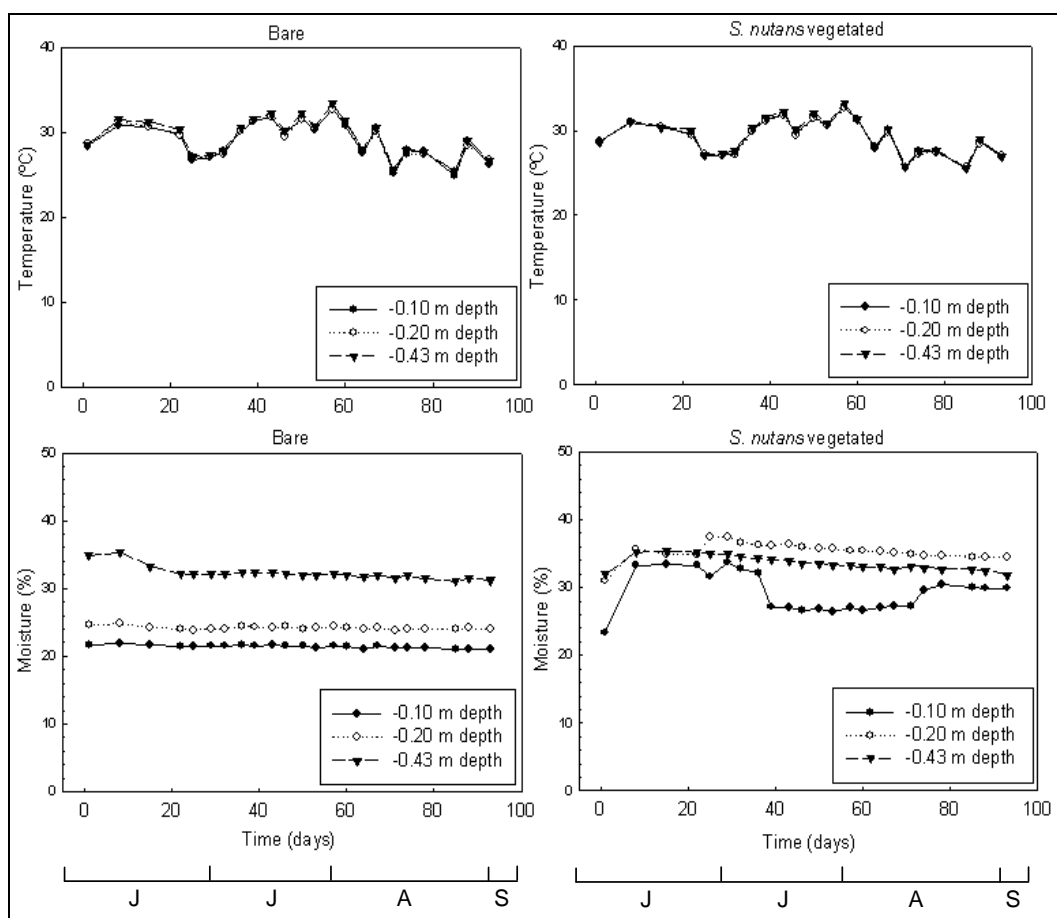 Bare
S. nutans vegetated
40
30
20
10
0
Temperature (ºC)
-0.10 m depth
-0.20 m depth
-0.43 m depth
0 20 40 60 80 100
40
30
20
10
0
Temperature (ºC)
-0.10 m depth
-0.20 m depth
-0.43 m depth
0 20 40 60 80 100
Bare
S. nutans vegetated
50
40
30
20
10
0
Moisture (%)
-0.10 m depth
-0.20 m depth
-0.43 m depth
0 20 40 60 80 100
Time (days)
50
40
30
20
10
0
Moisture (%)
-0.10 m depth
-0.20 m depth
-0.43 m depth
0 20 40 60 80 100
Time (days)
J J A S
J J A S